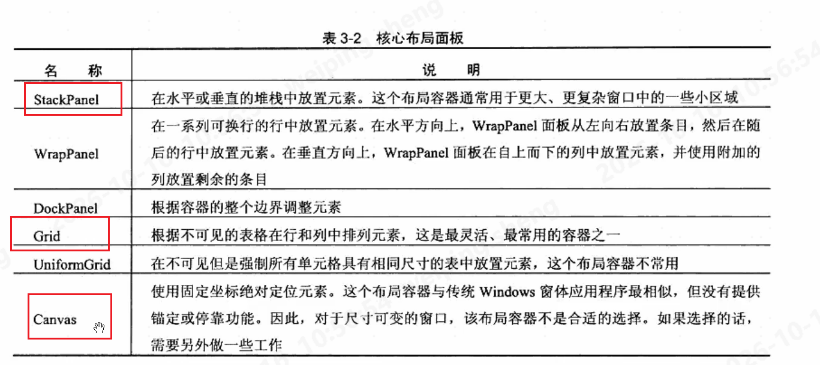 表 3-2 核心布局面板
名 称 说 明
StackPanel 在水平或垂直的堆栈中放置元素。这个布局容器通常用于更大、更复杂窗口中的一些小区域
在一系列可换行的行中放置元素。在水平方向上，WrapPanel 面板从左向右放置条目，然后在随
WrapPanel 后的行中放置元素。在垂直方向上，WrapPanel 面板在自上而下的列中放置元素，并使用附加的
列放置剩余的条目
DockPanel 根据容器的整个边界调整元素
Grid 根据不可见的表格在行和列中排列元素，这是最灵活、最常用的容器之一
UniformGrid 在不可见但是强制所有单元格具有相同尺寸的表中放置元素，这个布局容器不常用
使用固定坐标绝对定位元素。这个布局容器与传统 Windows 窗体应用程序最相似，但没有提供
Canvas 锚定或停靠功能。因此，对于尺寸可变的窗口，该布局容器不是合适的选择。如果选择的话，
需要另外做一些工作